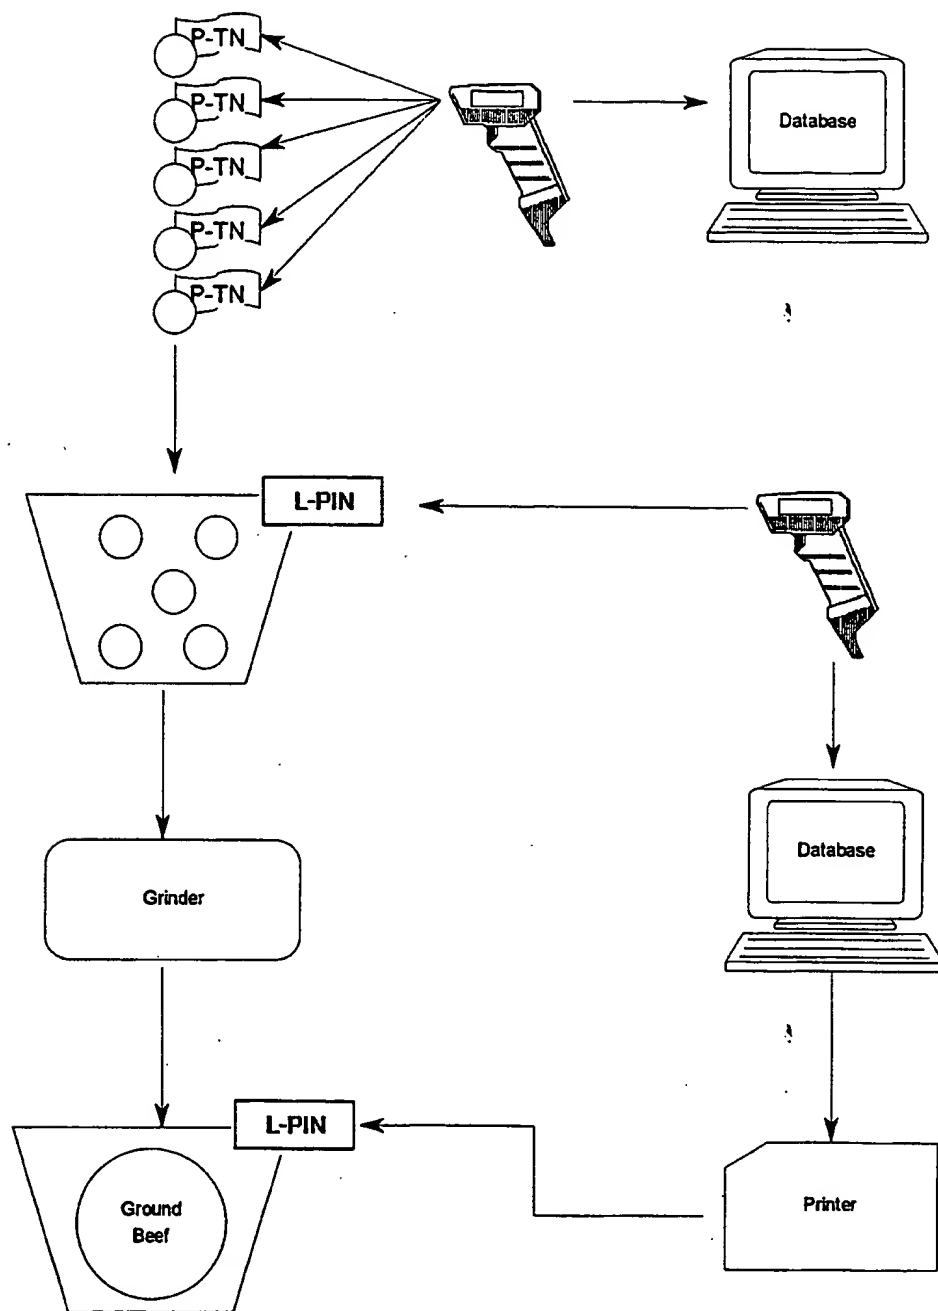 P-TN
P-TN
P-TN
P-TN
P-TN
Database
L-PIN
Database
Grinder
L-PIN
Ground
Beef
Printer